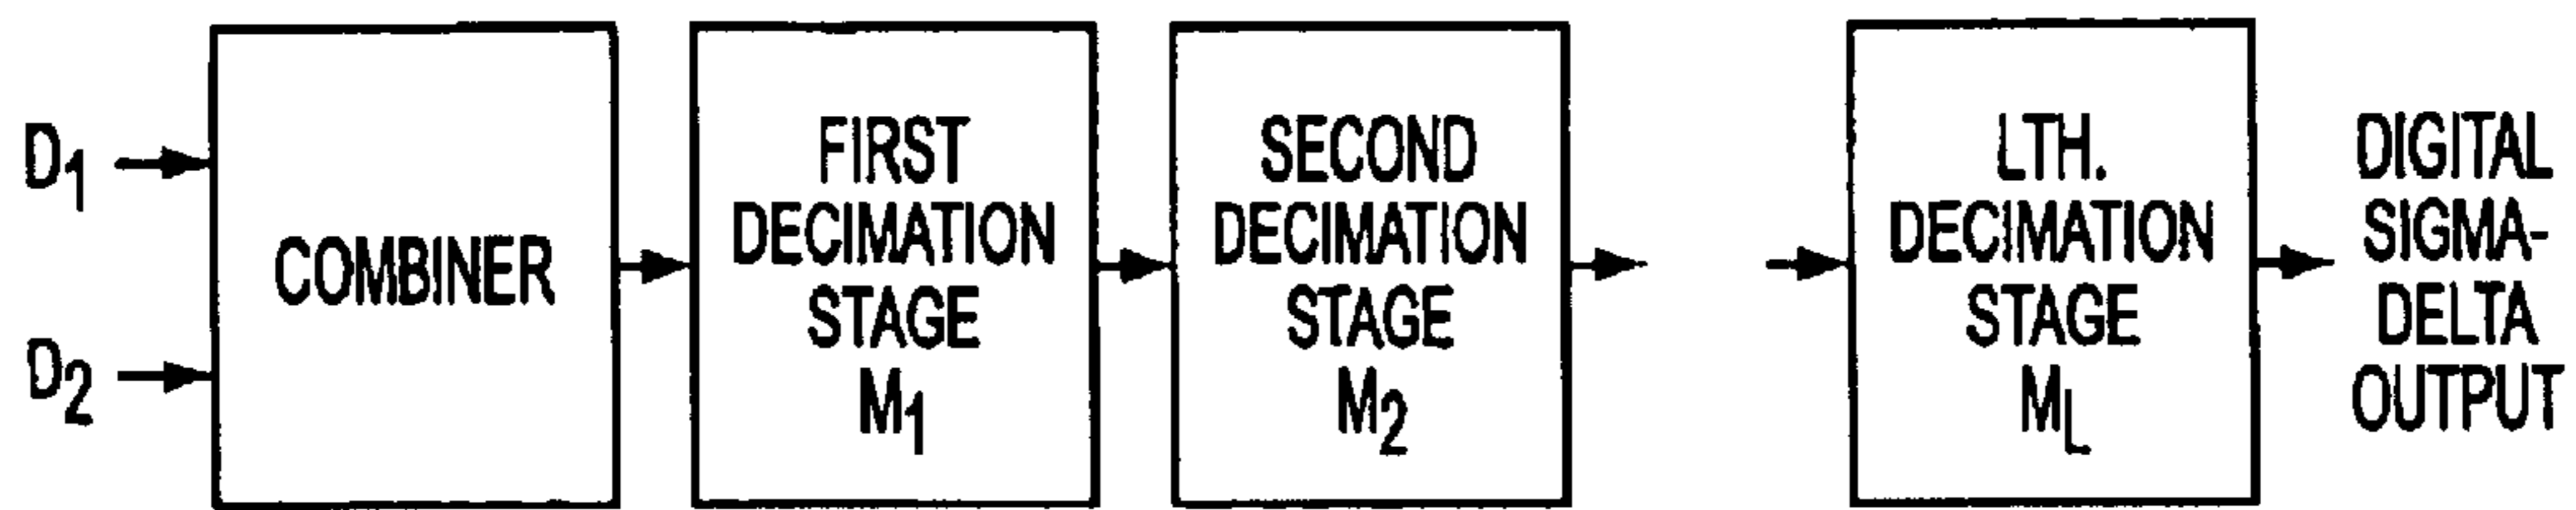 D1
D2
COMBINER
FIRST
DECIMATION
STAGE
M1
SECOND
DECIMATION
STAGE
M2
LTH.
DECIMATION
STAGE
ML
DIGITAL
SIGMA-
DELTA
OUTPUT